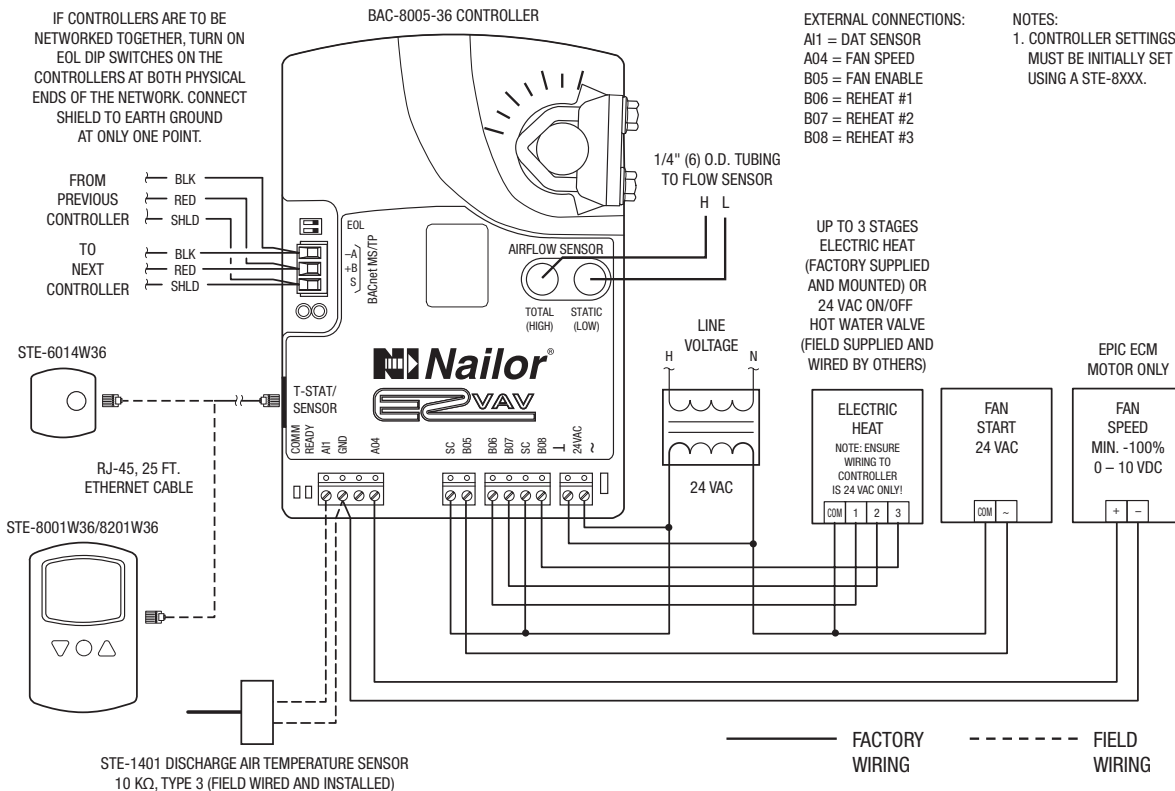 IF CONTROLLERS ARE TO BE
NETWORKED TOGETHER, TURN ON
EOL DIP SWITCHES ON THE
CONTROLLERS AT BOTH PHYSICAL
ENDS OF THE NETWORK. CONNECT
SHIELD TO EARTH GROUND
AT ONLY ONE POINT.
BAC-8005-36 CONTROLLER
EXTERNAL CONNECTIONS:
AI1 = DAT SENSOR
A04 = FAN SPEED
B05 = FAN ENABLE
B06 = REHEAT #1
B07 = REHEAT #2
B08 = REHEAT #3
NOTES:
1. CONTROLLER SETTINGS
MUST BE INITIALLY SET
USING A STE-8XXX.
FROM
PREVIOUS
CONTROLLER
BLK
RED
SHLD
TO
NEXT
CONTROLLER
BLK
RED
SHLD
EOL
–A
+B
S
BACnet MS/TP
1/4" (6) O.D. TUBING
TO FLOW SENSOR
H L
AIRFLOW SENSOR
TOTAL
(HIGH)
STATIC
(LOW)
UP TO 3 STAGES
ELECTRIC HEAT
(FACTORY SUPPLIED
AND MOUNTED) OR
24 VAC ON/OFF
HOT WATER VALVE
(FIELD SUPPLIED AND
WIRED BY OTHERS)
LINE
VOLTAGE
H N
24 VAC
EPIC ECM
MOTOR ONLY
STE-6014W36
Nailor®
EZVAV
T-STAT/
SENSOR
COMM
READY
AI1
GND
A04
SC
B05
B06
B07
SC
B08
⊥
24VAC
~
ELECTRIC
HEAT
NOTE: ENSURE
WIRING TO
CONTROLLER
IS 24 VAC ONLY!
COM 1 2 3
FAN
START
24 VAC
COM ~
FAN
SPEED
MIN. -100%
0 – 10 VDC
+ –
RJ-45, 25 FT.
ETHERNET CABLE
STE-8001W36/8201W36
STE-1401 DISCHARGE AIR TEMPERATURE SENSOR
10 KΩ, TYPE 3 (FIELD WIRED AND INSTALLED)
FACTORY
WIRING
FIELD
WIRING